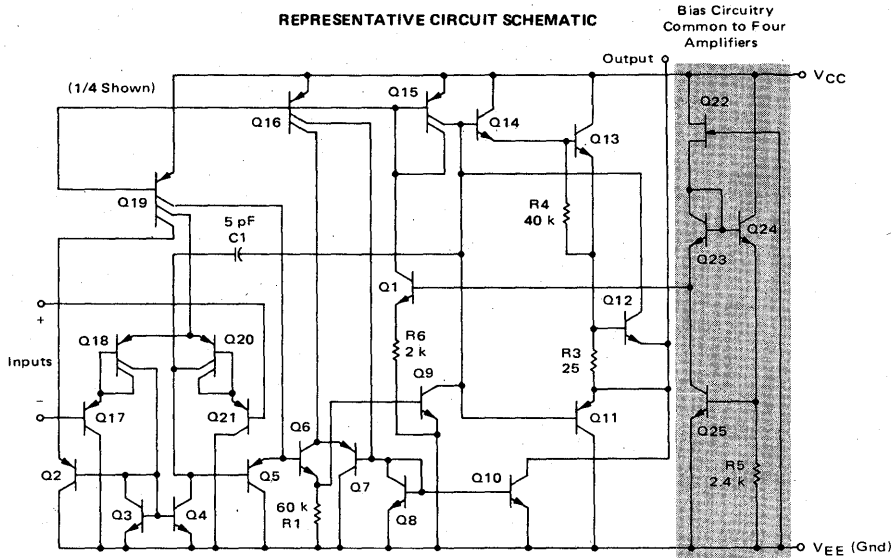 REPRESENTATIVE CIRCUIT SCHEMATIC
Bias Circuitry
Common to Four
Amplifiers
Output
VCC
(1/4 Shown)
Q15
Q16
Q14
Q13
Q22
Q19
5 pF
C1
R4
40 k
Q23
Q24
Q1
Q12
+
Q18
Q20
R6
2 k
R3
25
Inputs
Q9
–
Q17
Q21
Q11
Q25
Q6
Q2
Q5
Q7
Q10
R5
2.4 k
Q3
Q4
60 k
R1
Q8
VEE (Gnd)